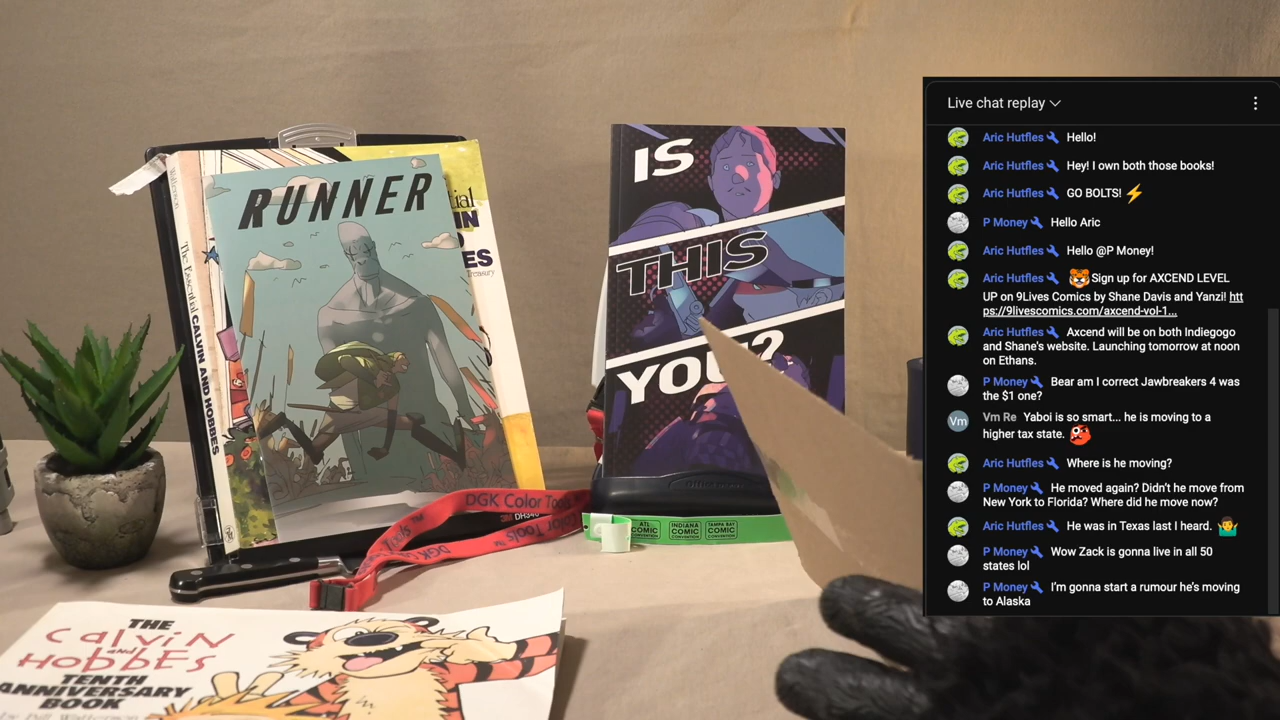 RUNNER
Watterson
The Essential CALVIN AND HOBBES
Treasury
IS
THIS
YOU?
DGK Color Tools
ATL
COMIC
CONVENTION
INDIANA
COMIC
CONVENTION
TAMPA BAY
COMIC
CONVENTION
THE
CALVIN
AND
HOBBES
TENTH
ANNIVERSARY
BOOK
by Bill Watterson
Live chat replay
Aric Hutfles Hello!
Aric Hutfles Hey! I own both those books!
Aric Hutfles GO BOLTS! ⚡
P Money Hello Aric
Aric Hutfles Hello @P Money!
Aric Hutfles 🐯Sign up for AXCEND LEVEL
UP on 9Lives Comics by Shane Davis and Yanzi! htt
ps://9livescomics.com/axcend-vol-1...
Aric Hutfles Axcend will be on both Indiegogo
and Shane's website. Launching tomorrow at noon
on Ethans.
P Money Bear am I correct Jawbreakers 4 was
the $1 one?
Vm
Vm Re Yaboi is so smart... he is moving to a
higher tax state.
Aric Hutfles Where is he moving?
P Money He moved again? Didn't he move from
New York to Florida? Where did he move now?
Aric Hutfles He was in Texas last I heard. 🤷‍♂️
P Money Wow Zack is gonna live in all 50
states lol
P Money I'm gonna start a rumour he's moving
to Alaska